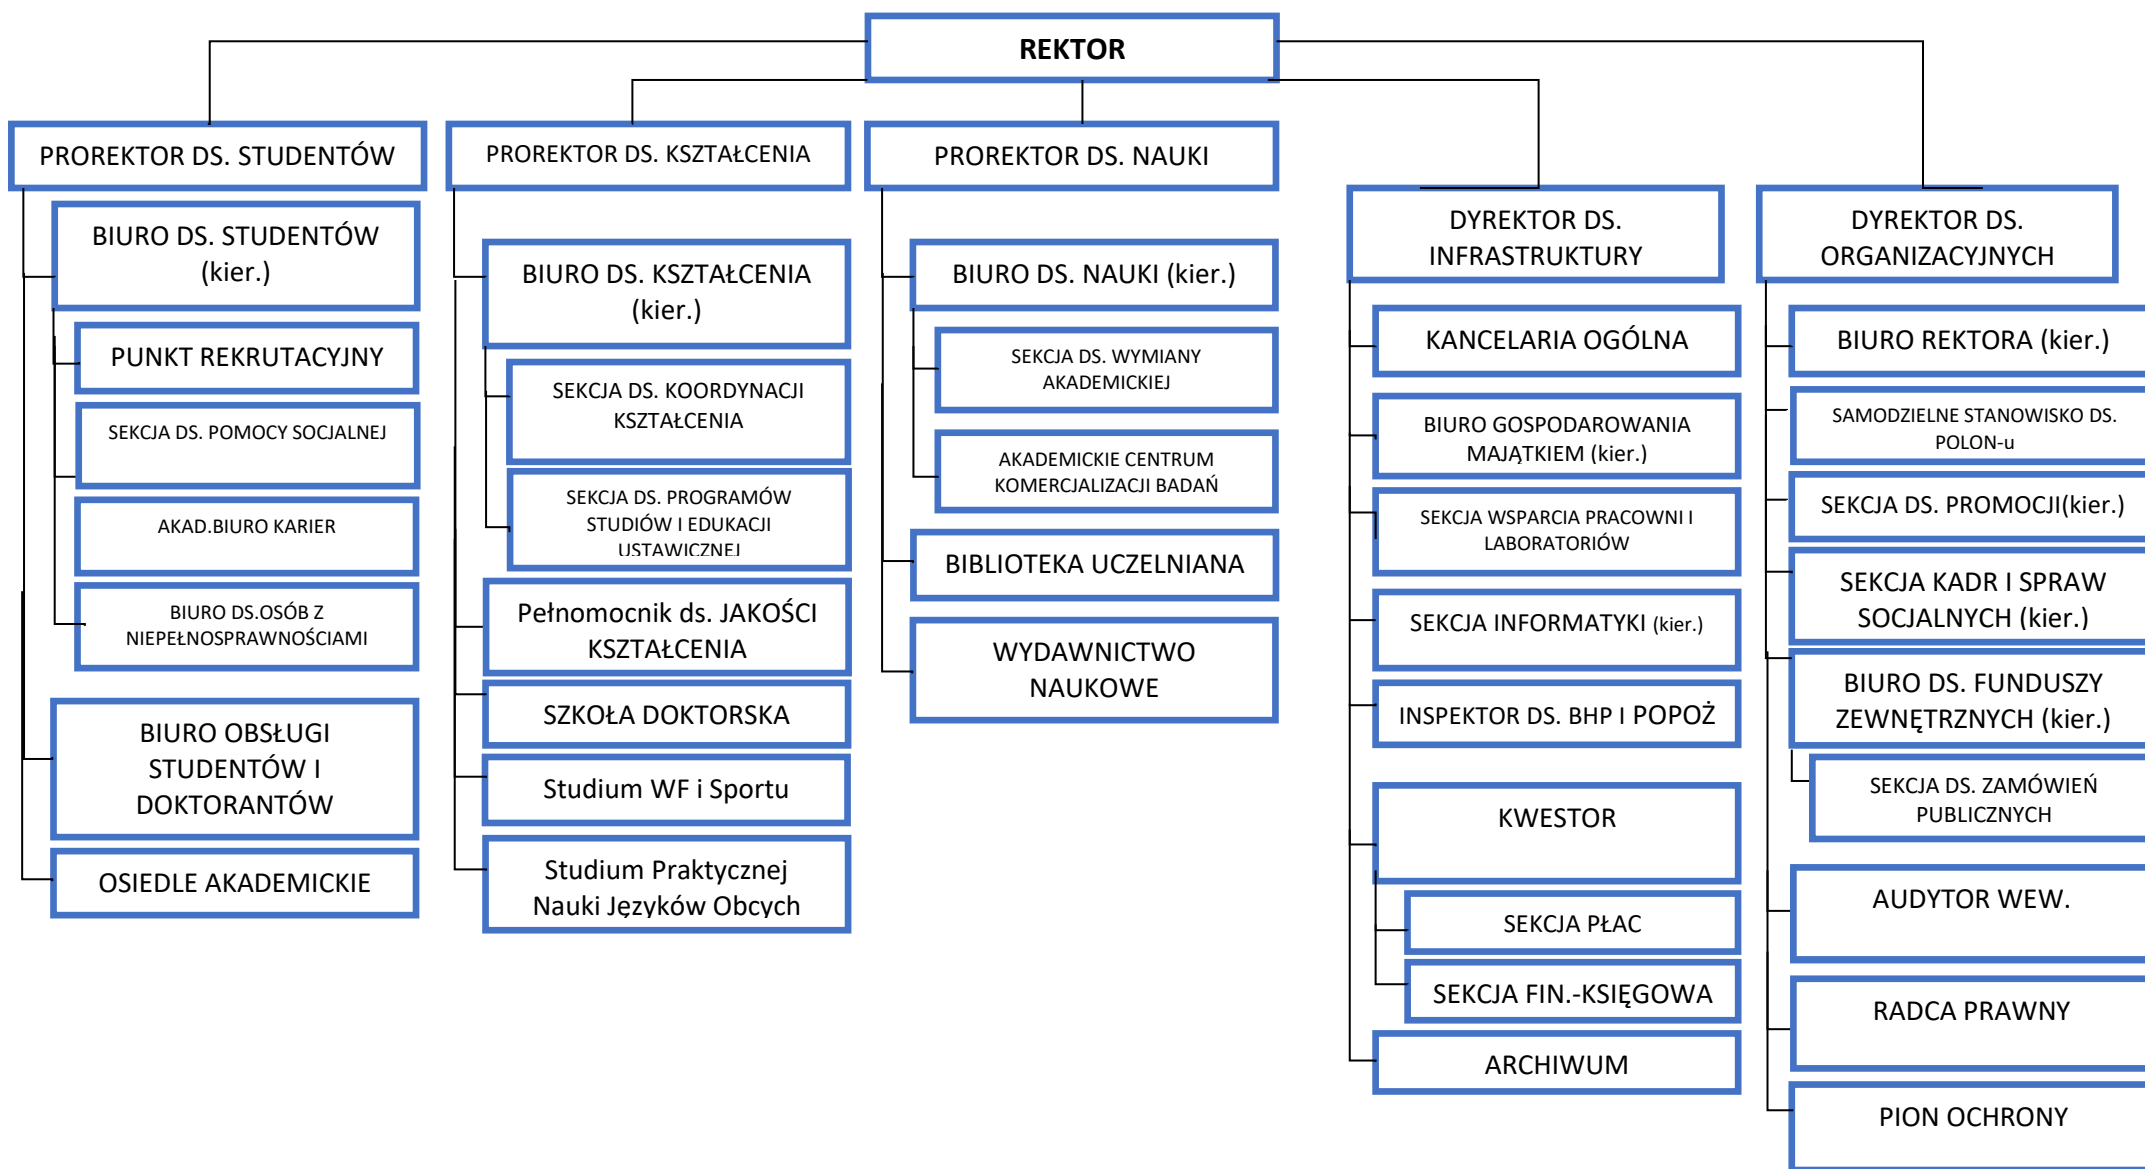 REKTOR
PROREKTOR DS. STUDENTÓW
BIURO DS. STUDENTÓW
(kier.)
PUNKT REKRUTACYJNY
SEKCJA DS. POMOCY SOCJALNEJ
AKAD.BIURO KARIER
BIURO DS.OSÓB Z
NIEPEŁNOSPRAWNOŚCIAMI
BIURO OBSŁUGI
STUDENTÓW I
DOKTORANTÓW
OSIEDLE AKADEMICKIE
PROREKTOR DS. KSZTAŁCENIA
BIURO DS. KSZTAŁCENIA
(kier.)
SEKCJA DS. KOORDYNACJI
KSZTAŁCENIA
SEKCJA DS. PROGRAMÓW
STUDIÓW I EDUKACJI
USTAWICZNEJ
Pełnomocnik ds. JAKOŚCI
KSZTAŁCENIA
SZKOŁA DOKTORSKA
Studium WF i Sportu
Studium Praktycznej
Nauki Języków Obcych
PROREKTOR DS. NAUKI
BIURO DS. NAUKI (kier.)
SEKCJA DS. WYMIANY
AKADEMICKIEJ
AKADEMICKIE CENTRUM
KOMERCJALIZACJI BADAŃ
BIBLIOTEKA UCZELNIANA
WYDAWNICTWO
NAUKOWE
DYREKTOR DS.
INFRASTRUKTURY
KANCELARIA OGÓLNA
BIURO GOSPODAROWANIA
MAJĄTKIEM (kier.)
SEKCJA WSPARCIA PRACOWNI I
LABORATORIÓW
SEKCJA INFORMATYKI (kier.)
INSPEKTOR DS. BHP I POPOŻ
KWESTOR
SEKCJA PŁAC
SEKCJA FIN.-KSIĘGOWA
ARCHIWUM
DYREKTOR DS.
ORGANIZACYJNYCH
BIURO REKTORA (kier.)
SAMODZIELNE STANOWISKO DS.
POLON-u
SEKCJA DS. PROMOCJI(kier.)
SEKCJA KADR I SPRAW
SOCJALNYCH (kier.)
BIURO DS. FUNDUSZY
ZEWNĘTRZNYCH (kier.)
SEKCJA DS. ZAMÓWIEŃ
PUBLICZNYCH
AUDYTOR WEW.
RADCA PRAWNY
PION OCHRONY